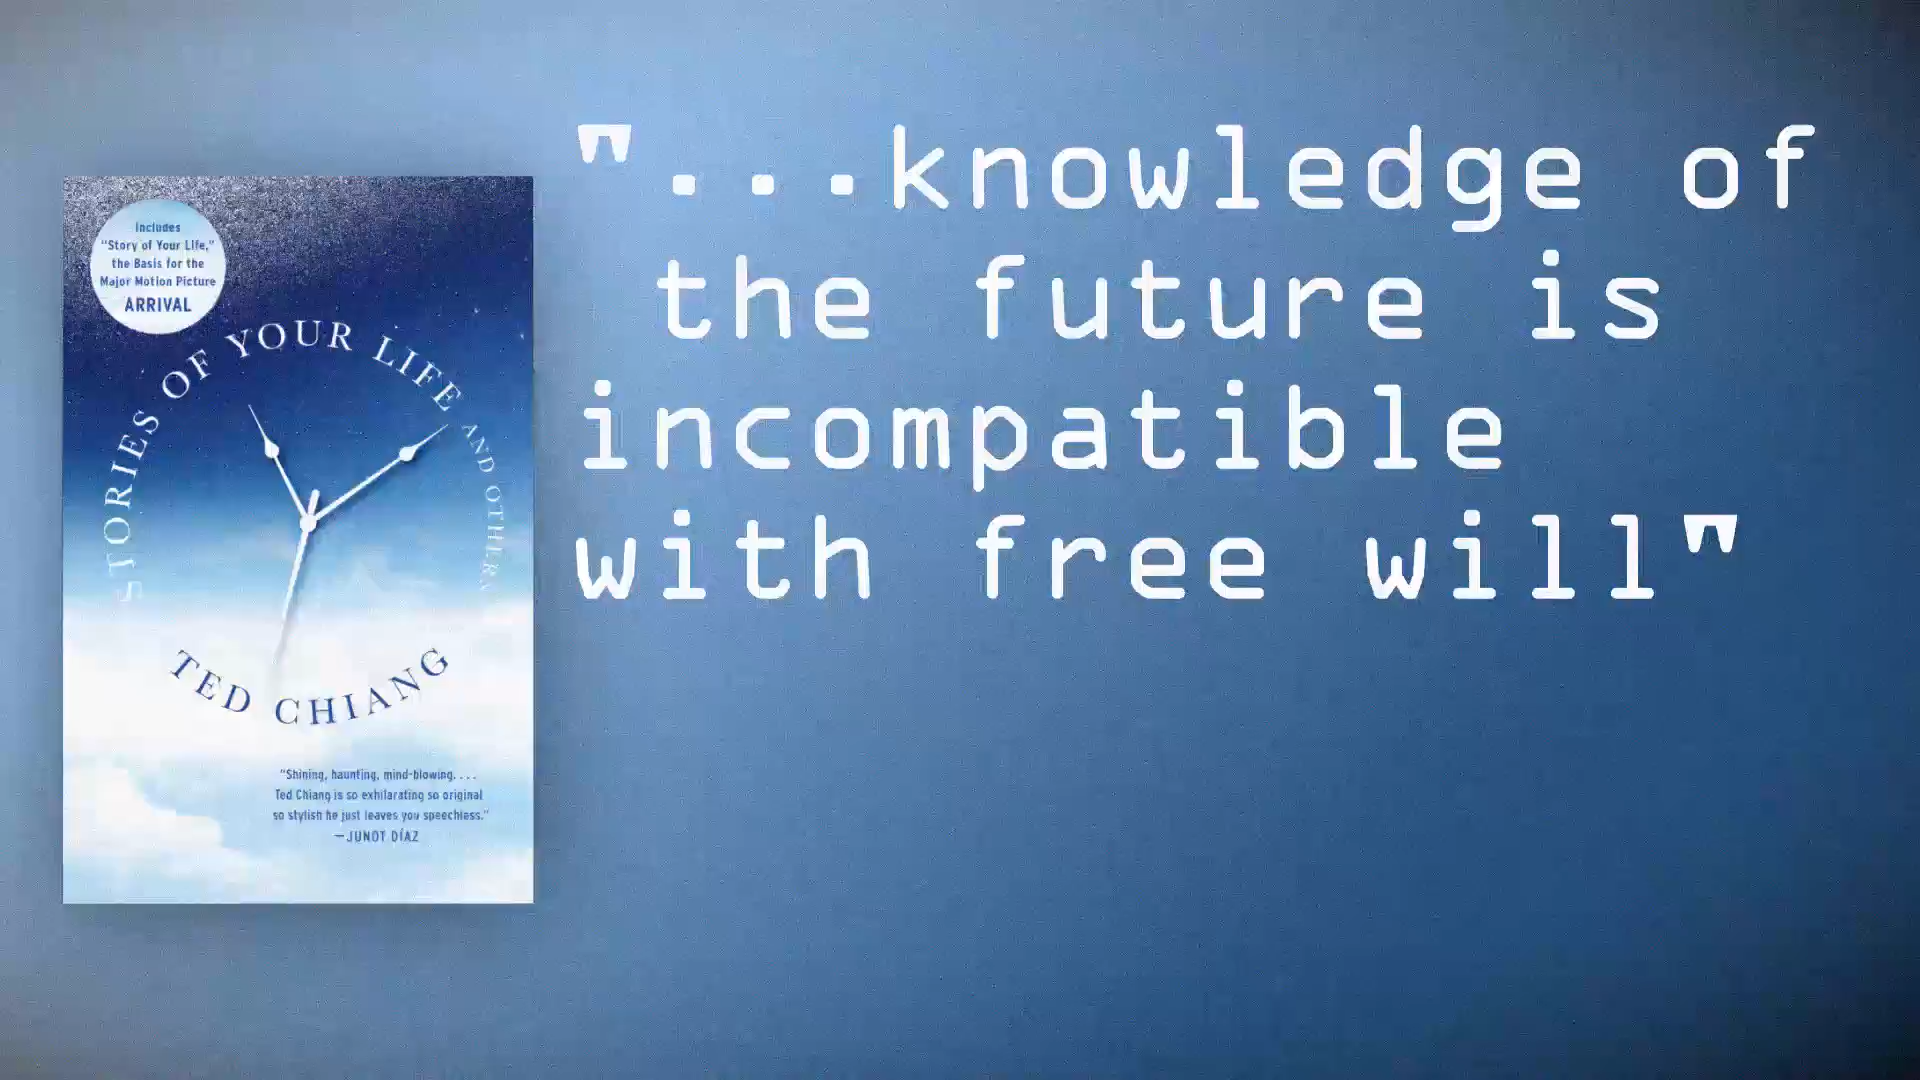 Includes
"Story of Your Life,"
the Basis for the
Major Motion Picture
ARRIVAL
STORIES OF YOUR LIFE AND OTHERS
TED CHIANG
"Shining, haunting, mind-blowing. . . .
Ted Chiang is so exhilarating so original
so stylish he just leaves you speechless."
—JUNOT DÍAZ
"...knowledge of
the future is
incompatible
with free will"